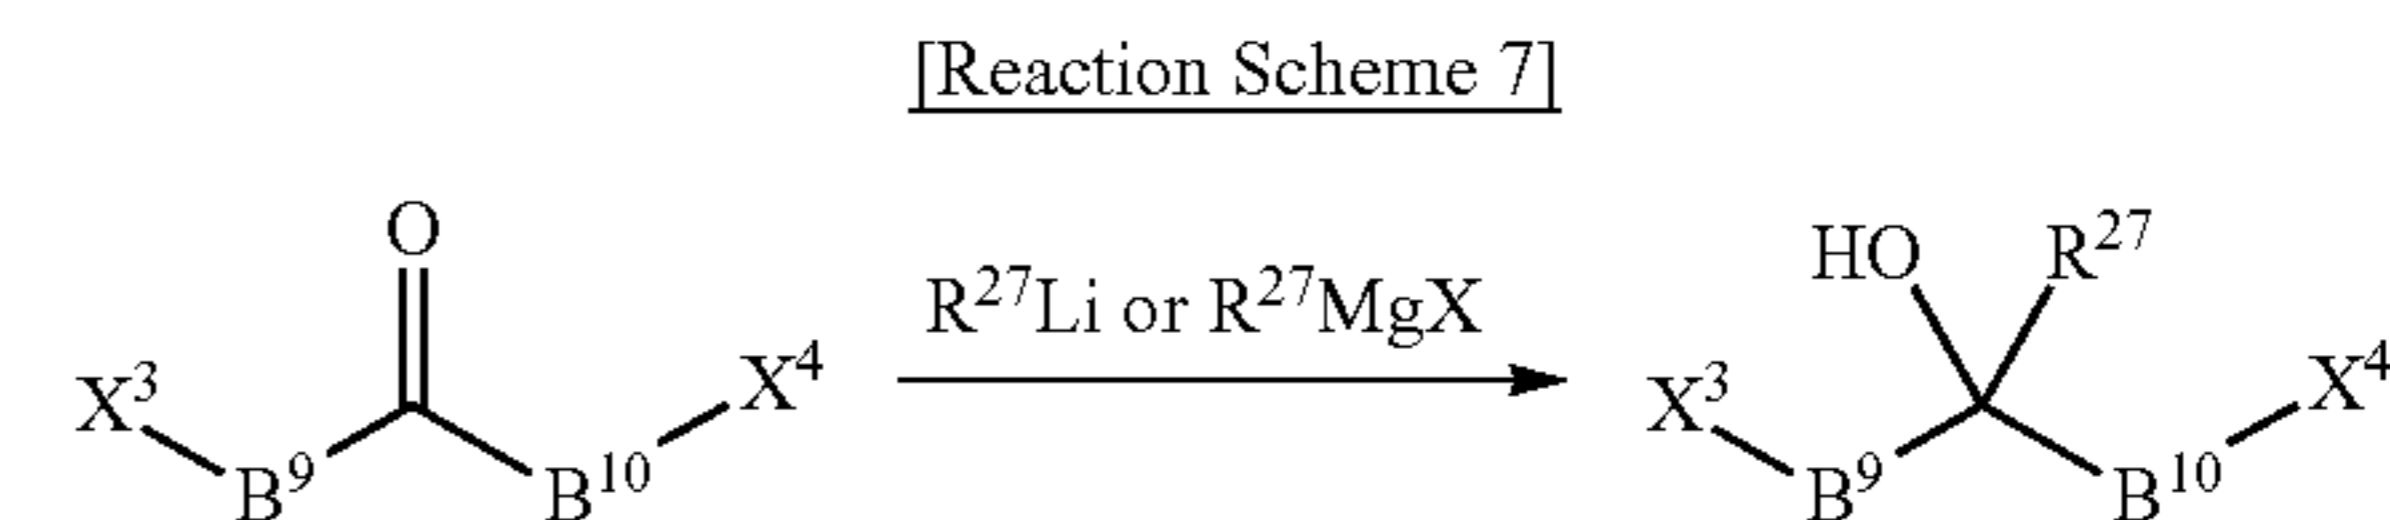 [Reaction Scheme 7]
O
X³
B⁹
B¹⁰
X⁴
R²⁷Li or R²⁷MgX
HO
R²⁷
X³
B⁹
B¹⁰
X⁴